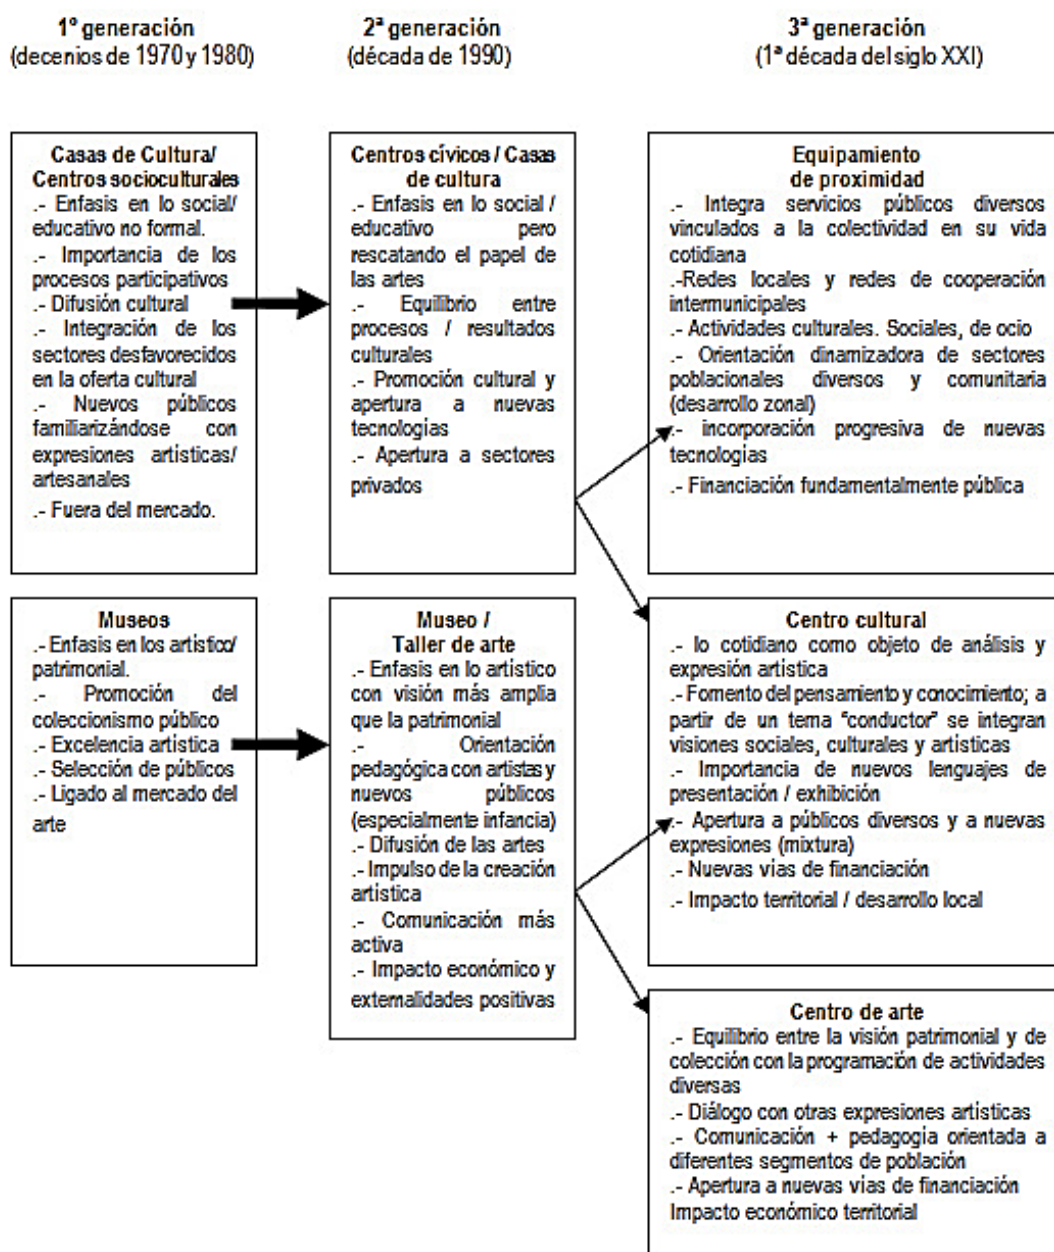 1º generación
(decenios de 1970 y 1980)
2ª generación
(década de 1990)
3ª generación
(1ª década del siglo XXI)
Casas de Cultura/
Centros socioculturales
.- Enfasis en lo social/
educativo no formal.
.- Importancia de los
procesos participativos
.- Difusión cultural
.- Integración de los
sectores desfavorecidos
en la oferta cultural
.- Nuevos públicos
familiarizándose con
expresiones artísticas/
artesanales
.- Fuera del mercado.
Centros cívicos / Casas
de cultura
.- Enfasis en lo social /
educativo pero
rescatando el papel de
las artes
.- Equilibrio entre
procesos / resultados
culturales
.- Promoción cultural y
apertura a nuevas
tecnologías
.- Apertura a sectores
privados
Equipamiento
de proximidad
.- Integra servicios públicos diversos
vinculados a la colectividad en su vida
cotidiana
.-Redes locales y redes de cooperación
intermunicipales
.- Actividades culturales. Sociales, de ocio
.- Orientación dinamizadora de sectores
poblacionales diversos y comunitaria
(desarrollo zonal)
.- incorporación progresiva de nuevas
tecnologías
.- Financiación fundamentalmente pública
Museos
.- Enfasis en los artístico/
patrimonial.
.- Promoción del
coleccionismo público
.- Excelencia artística
.- Selección de públicos
.- Ligado al mercado del
arte
Museo /
Taller de arte
.- Enfasis en lo artístico
con visión más amplia
que la patrimonial
.- Orientación
pedagógica con artistas y
nuevos públicos
(especialmente infancia)
.- Difusión de las artes
.- Impulso de la creación
artística
.- Comunicación más
activa
.- Impacto económico y
externalidades positivas
Centro cultural
.- lo cotidiano como objeto de análisis y
expresión artística
.- Fomento del pensamiento y conocimiento; a
partir de un tema "conductor" se integran
visiones sociales, culturales y artísticas
.- Importancia de nuevos lenguajes de
presentación / exhibición
.- Apertura a públicos diversos y a nuevas
expresiones (mixtura)
.- Nuevas vías de financiación
.- Impacto territorial / desarrollo local
Centro de arte
.- Equilibrio entre la visión patrimonial y de
colección con la programación de actividades
diversas
.- Diálogo con otras expresiones artísticas
.- Comunicación + pedagogía orientada a
diferentes segmentos de población
.- Apertura a nuevas vías de financiación
Impacto económico territorial